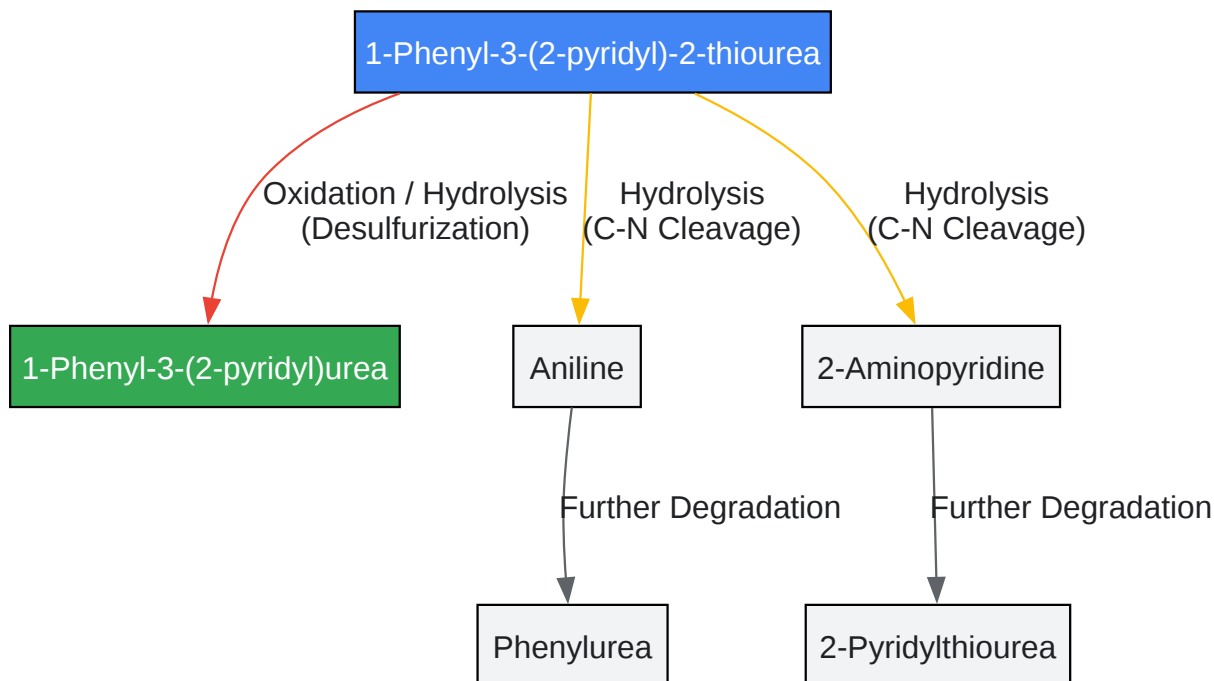 1-Phenyl-3-(2-pyridyl)-2-thiourea
Oxidation / Hydrolysis
(Desulfurization)
Hydrolysis
(C-N Cleavage)
Hydrolysis
(C-N Cleavage)
1-Phenyl-3-(2-pyridyl)urea
Aniline
2-Aminopyridine
Further Degradation
Further Degradation
Phenylurea
2-Pyridylthiourea